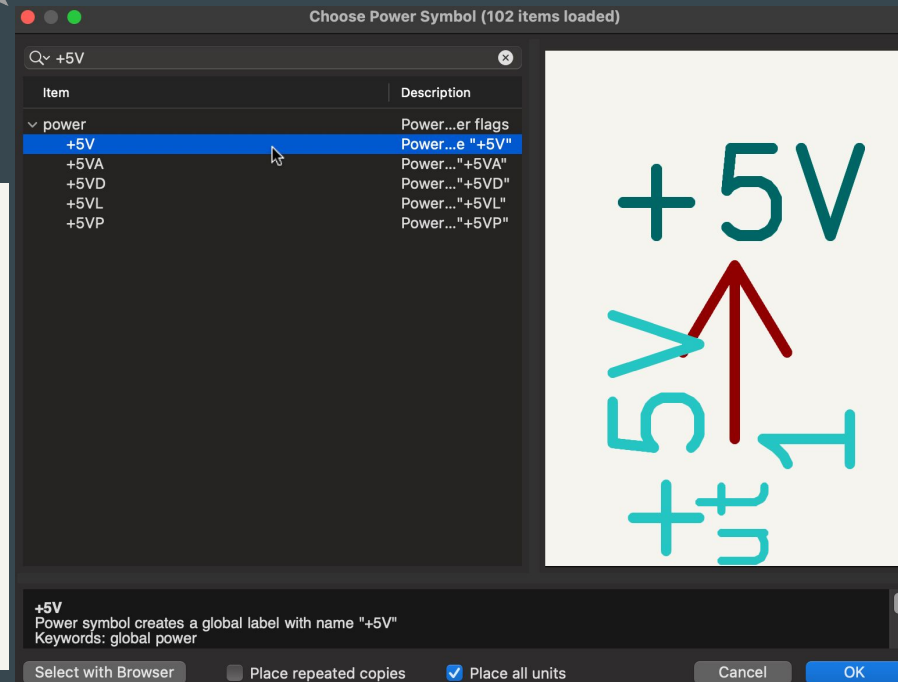 Choose Power Symbol (102 items loaded)
+5V
Item Description
power Power...er flags
+5V Power...e "+5V"
+5VA Power..."+5VA"
+5VD Power..."+5VD"
+5VL Power..."+5VL"
+5VP Power..."+5VP"
+5V
+5V
1
ut
+5V
Power symbol creates a global label with name "+5V"
Keywords: global power
Select with Browser Place repeated copies Place all units Cancel OK